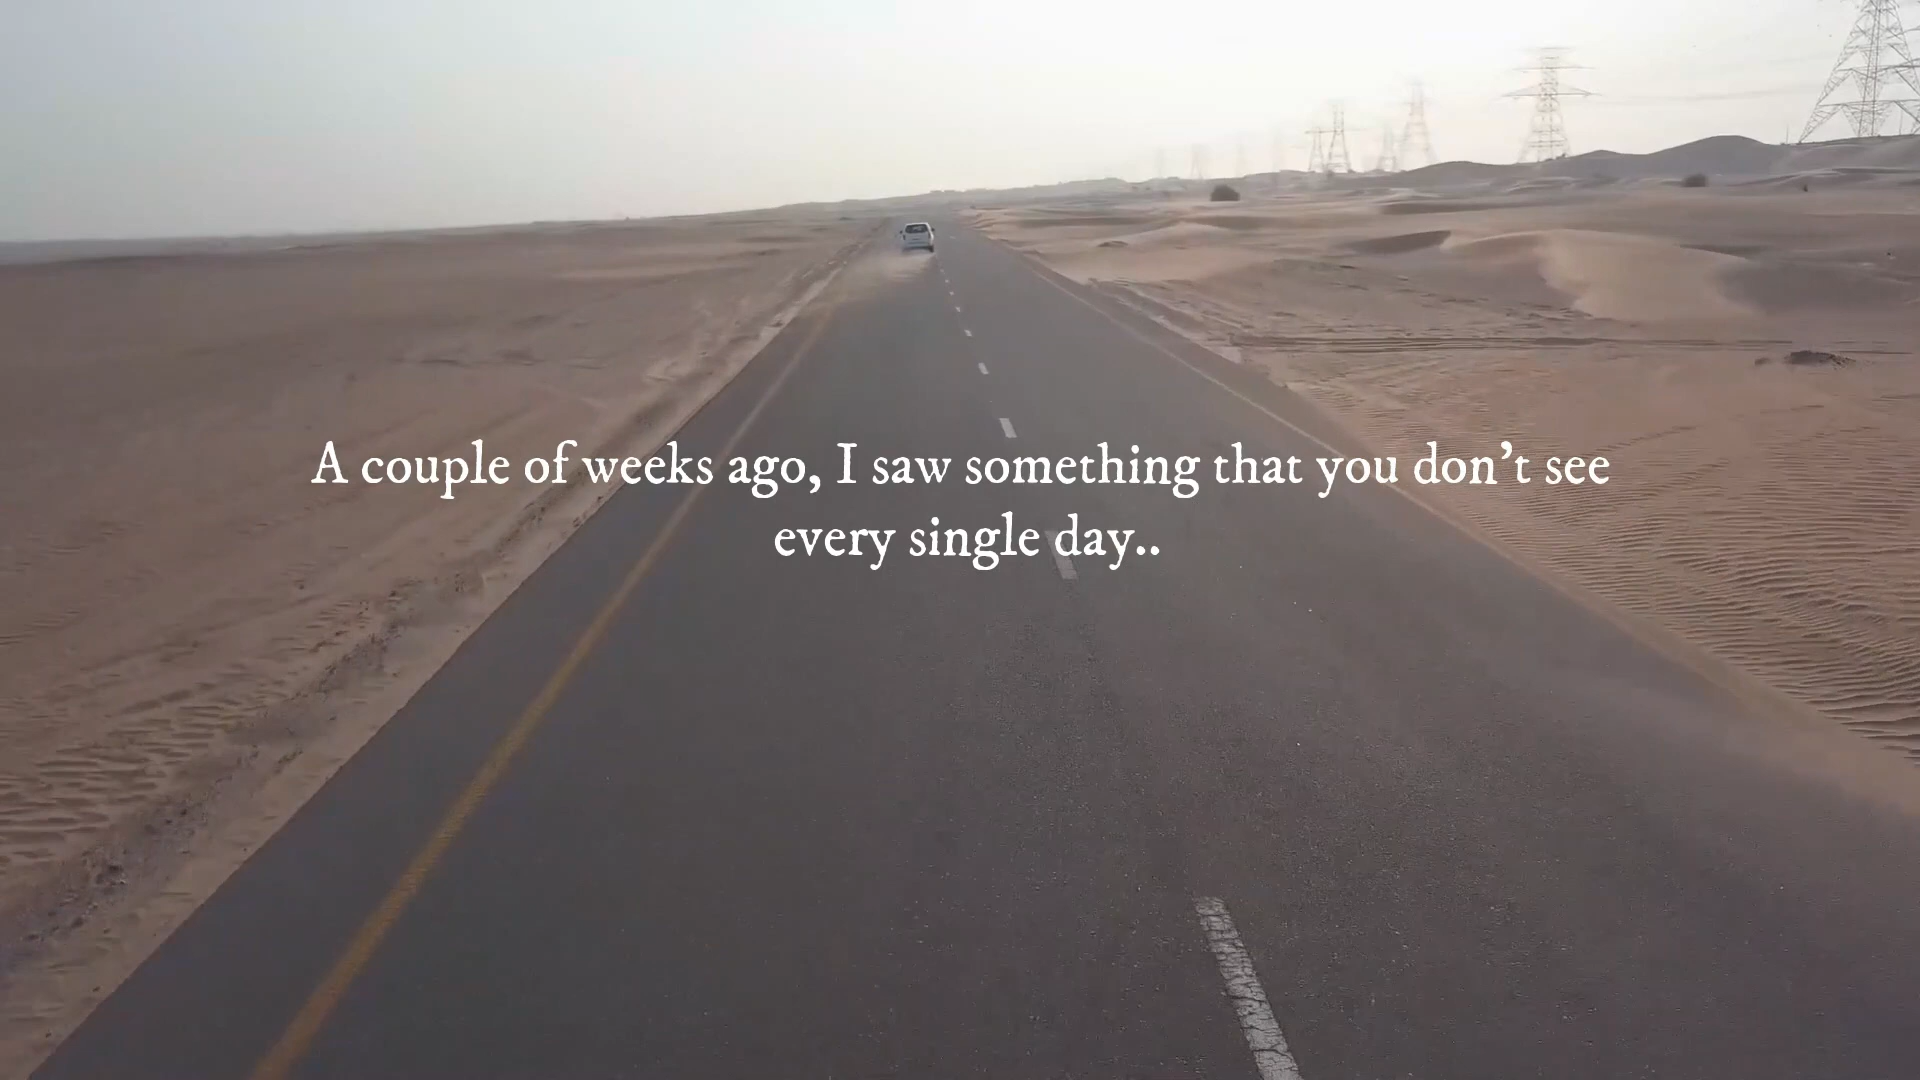 A couple of weeks ago, I saw something that you don't see
every single day..